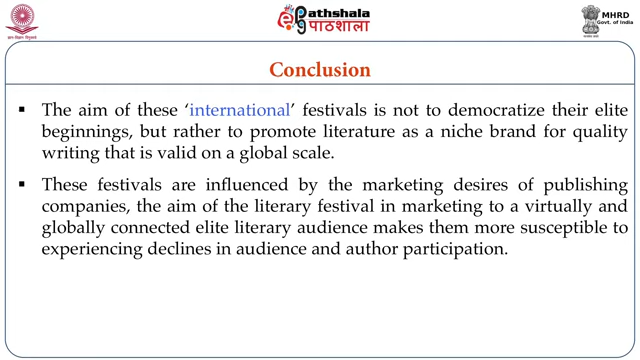 ePathshala
पाठशाला
MHRD
Govt. of India
Conclusion
▪ The aim of these ‘international’ festivals is not to democratize their elite
beginnings, but rather to promote literature as a niche brand for quality
writing that is valid on a global scale.
▪ These festivals are influenced by the marketing desires of publishing
companies, the aim of the literary festival in marketing to a virtually and
globally connected elite literary audience makes them more susceptible to
experiencing declines in audience and author participation.